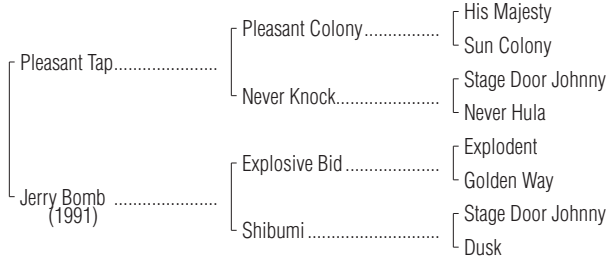 His Majesty
Pleasant Colony.................
Sun Colony
Pleasant Tap.......................
Stage Door Johnny
Never Knock.......................
Never Hula
Explodent
Explosive Bid.....................
Golden Way
Jerry Bomb .......................
(1991)
Stage Door Johnny
Shibumi.............................
Dusk